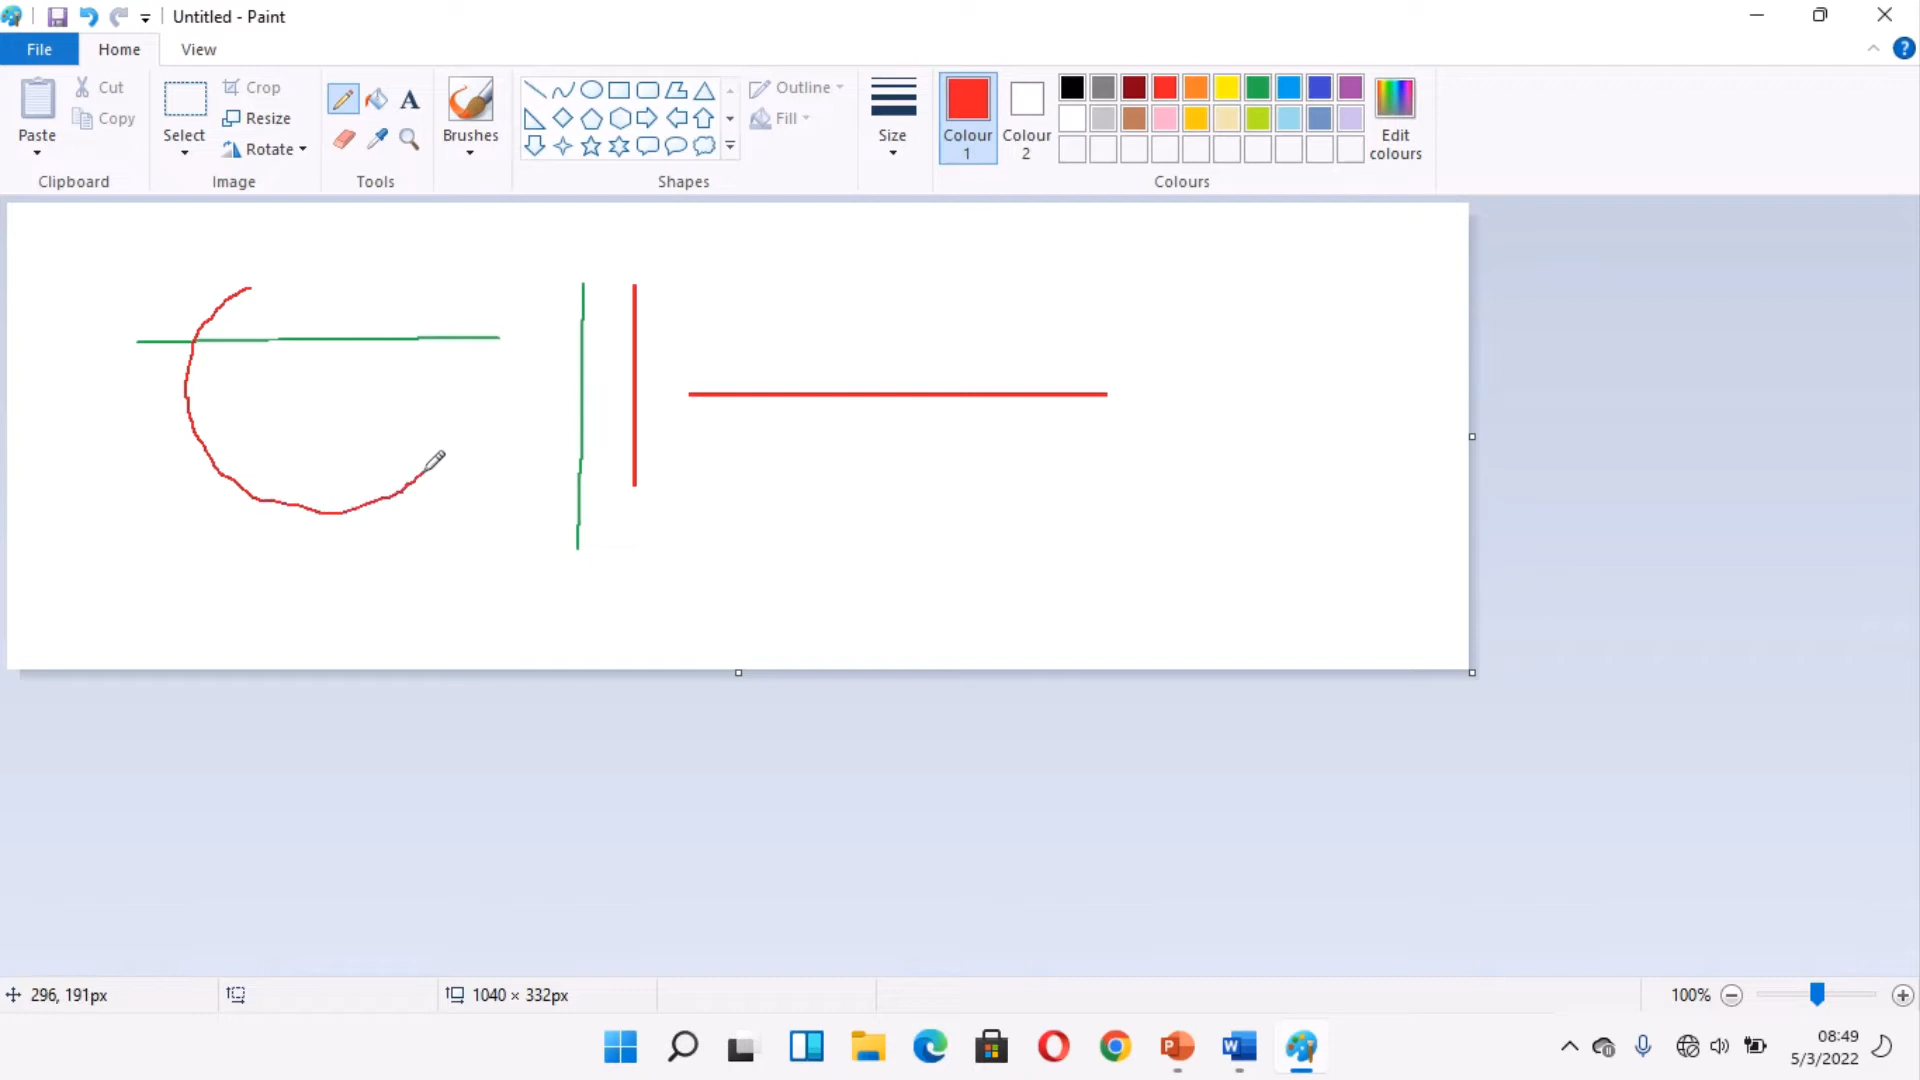 Untitled - Paint
File Home View
Paste Cut Copy Clipboard
Select Crop Resize Rotate Image
A Tools
Brushes
Shapes Outline Fill
Size
Colour 1 Colour 2 Edit colours Colours
296, 191px 1040 × 332px 100%
08:49
5/3/2022